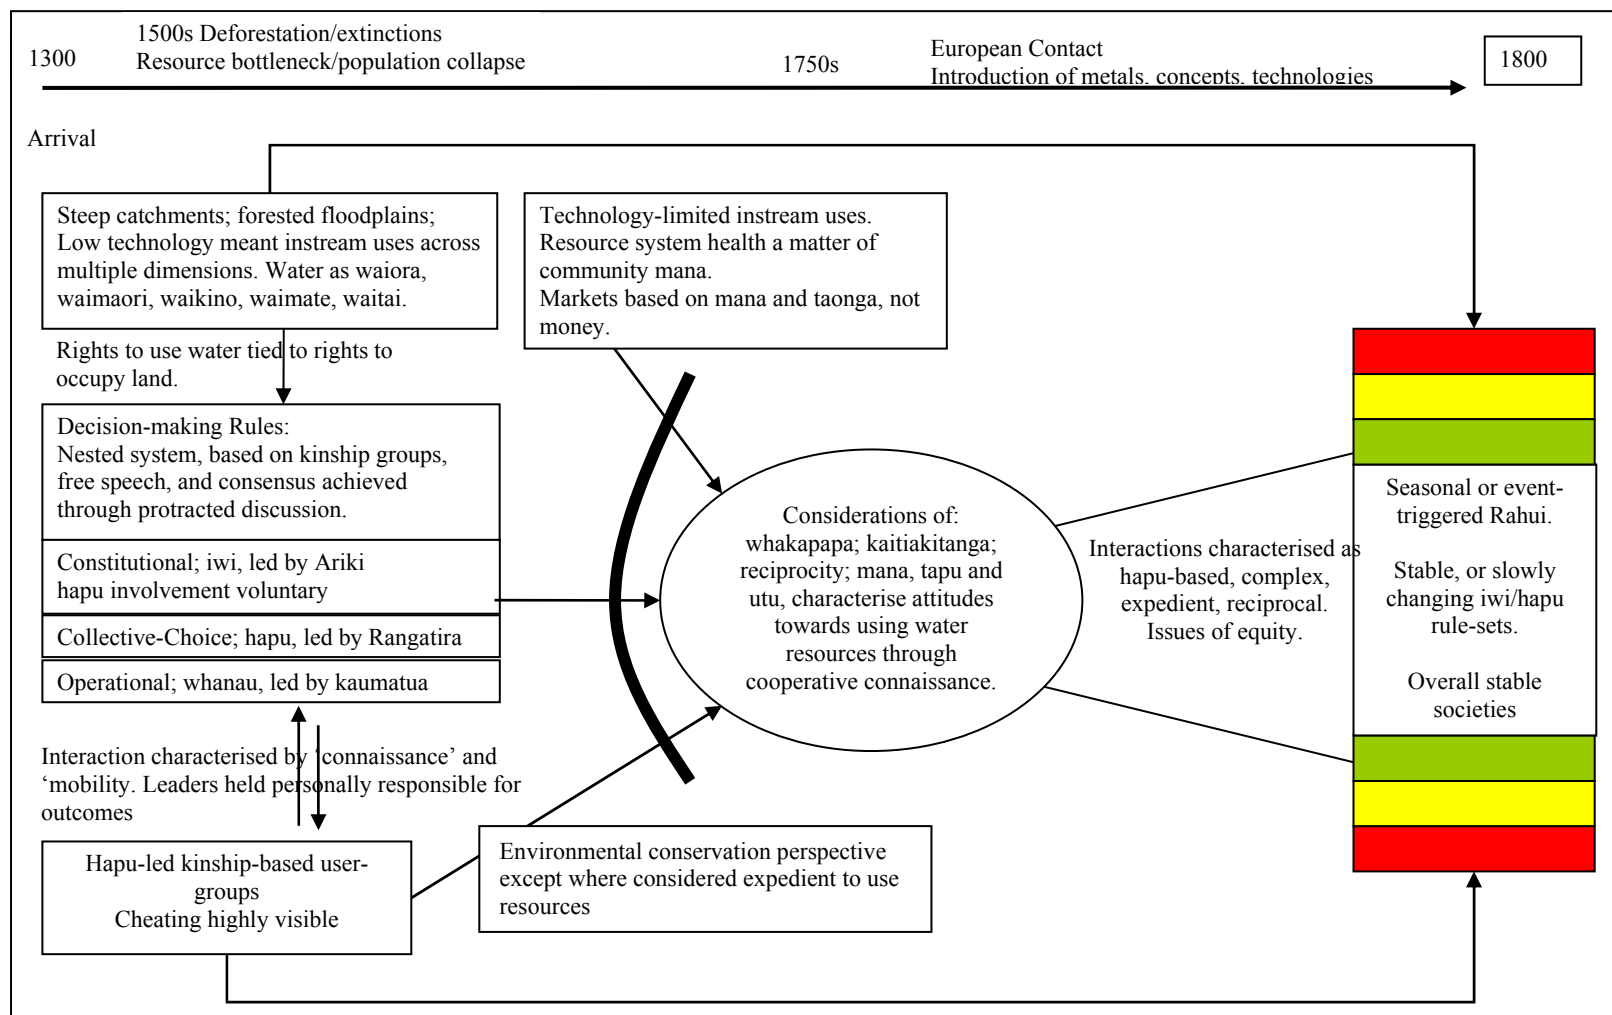 1300
1500s Deforestation/extinctions
Resource bottleneck/population collapse
1750s
European Contact
Introduction of metals, concepts, technologies
1800
Arrival
Steep catchments; forested floodplains;
Low technology meant instream uses across
multiple dimensions. Water as waiora,
waimaori, waikino, waimate, waitai.
Rights to use water tied to rights to
occupy land.
Decision-making Rules:
Nested system, based on kinship groups,
free speech, and consensus achieved
through protracted discussion.
Constitutional; iwi, led by Ariki
hapu involvement voluntary
Collective-Choice; hapu, led by Rangatira
Operational; whanau, led by kaumatua
Interaction characterised by ‘connaissance’ and
‘mobility. Leaders held personally responsible for
outcomes
Hapu-led kinship-based user-
groups
Cheating highly visible
Technology-limited instream uses.
Resource system health a matter of
community mana.
Markets based on mana and taonga, not
money.
Considerations of:
whakapapa; kaitiakitanga;
reciprocity; mana, tapu and
utu, characterise attitudes
towards using water
resources through
cooperative connaissance.
Environmental conservation perspective
except where considered expedient to use
resources
Interactions characterised as
hapu-based, complex,
expedient, reciprocal.
Issues of equity.
Seasonal or event-
triggered Rahui.
Stable, or slowly
changing iwi/hapu
rule-sets.
Overall stable
societies